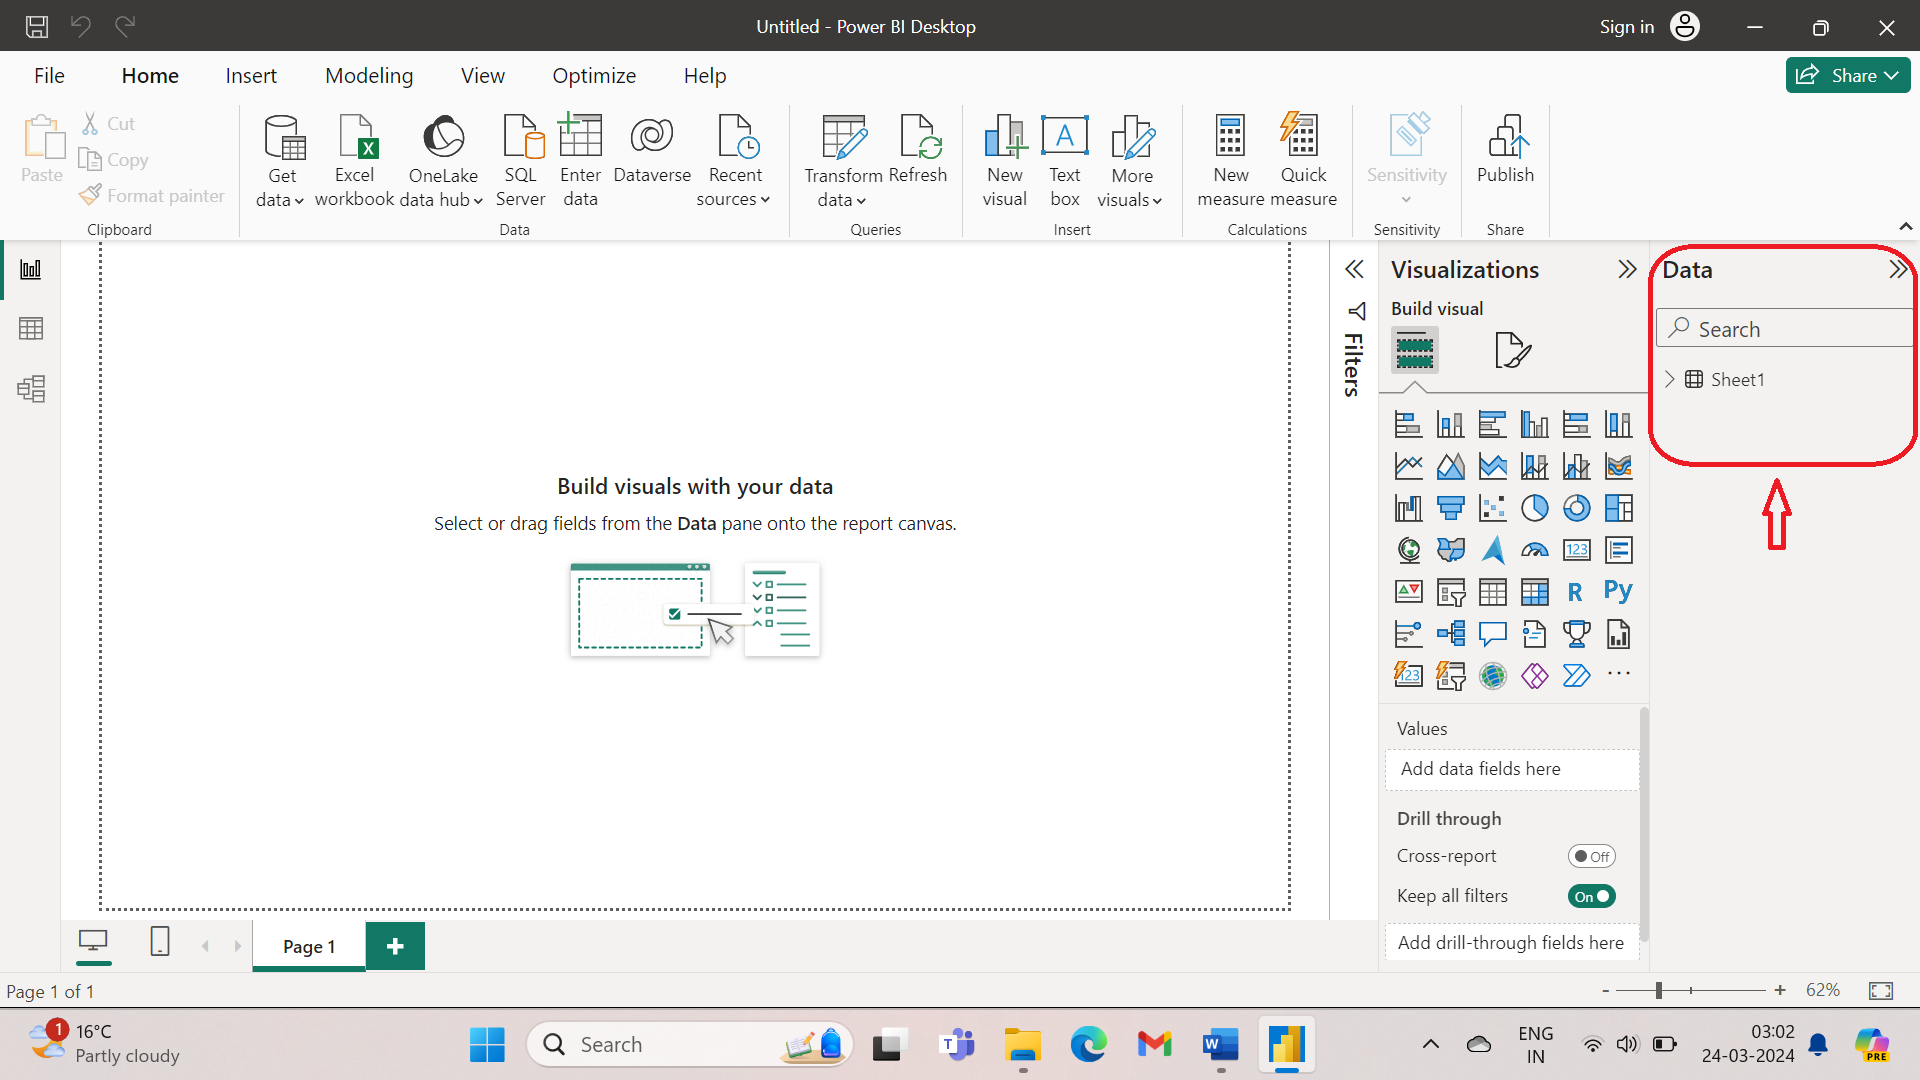 Untitled - Power BI Desktop
Sign in
File Home Insert Modeling View Optimize Help
Share
Paste
Cut
Copy
Format painter
Clipboard
Get data
Excel workbook
OneLake data hub
SQL Server
Enter data
Dataverse
Recent sources
Data
Transform data
Refresh
Queries
New visual
A
Text box
More visuals
Insert
New measure
Quick measure
Calculations
Sensitivity
Sensitivity
Publish
Share
Build visuals with your data
Select or drag fields from the Data pane onto the report canvas.
Filters
Visualizations
Build visual
123
R
Py
123
...
Values
Add data fields here
Drill through
Cross-report
Off
Keep all filters
On
Add drill-through fields here
Data
Search
Sheet1
Page 1
+
Page 1 of 1
- + 62%
1
16°C
Partly cloudy
Search
T
W
ENG
IN
03:02
24-03-2024
PRE